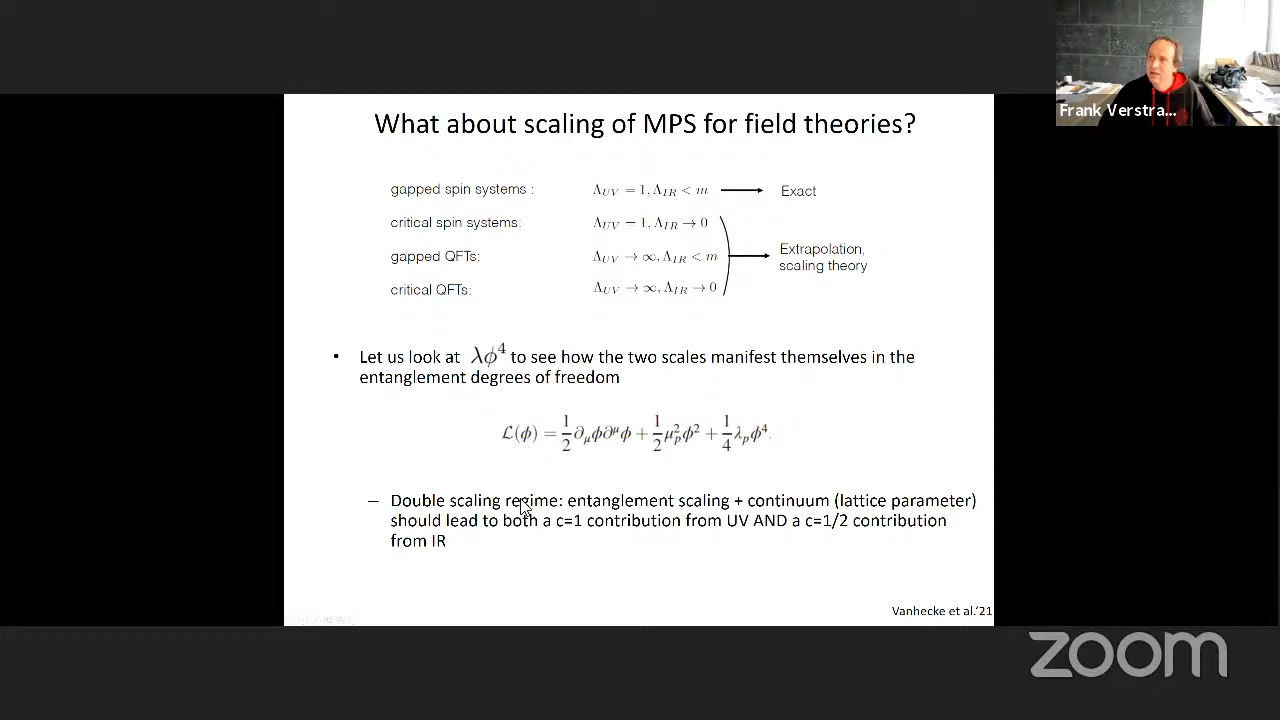 Frank Verstra...
What about scaling of MPS for field theories?
gapped spin systems : Λ_UV = 1, Λ_IR < m Exact
critical spin systems: Λ_UV = 1, Λ_IR → 0
gapped QFTs: Λ_UV → ∞, Λ_IR < m
Extrapolation,
scaling theory
critical QFTs: Λ_UV → ∞, Λ_IR → 0
• Let us look at λϕ⁴ to see how the two scales manifest themselves in the
entanglement degrees of freedom
ℒ(ϕ) = 1/2 ∂_μϕ∂^μϕ + 1/2 μ_p²ϕ² + 1/4 λ_pϕ⁴.
– Double scaling regime: entanglement scaling + continuum (lattice parameter)
should lead to both a c=1 contribution from UV AND a c=1/2 contribution
from IR
Vanhecke et al.'21
zoom